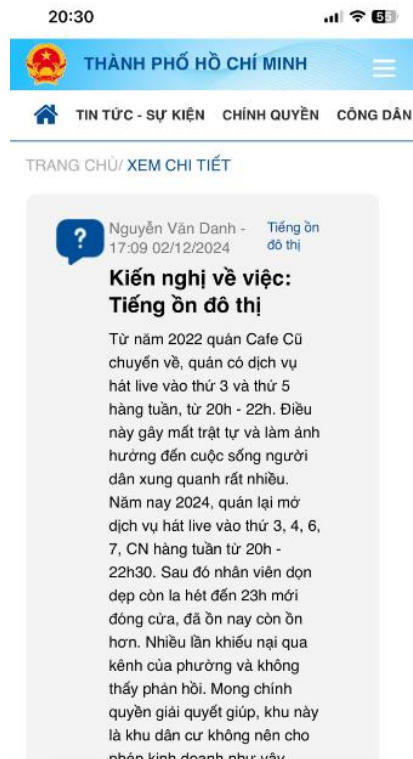 20:30
5
THÀNH PHỐ HỒ CHÍ MINH
TIN TỨC - SỰ KIỆN CHÍNH QUYỀN CÔNG DÂN
TRANG CHỦ/ XEM CHI TIẾT
?
Nguyễn Văn Danh - Tiếng ồn
17:09 02/12/2024 đô thị
Kiến nghị về việc:
Tiếng ồn đô thị
Từ năm 2022 quán Cafe Cũ
chuyển về, quán có dịch vụ
hát live vào thứ 3 và thứ 5
hàng tuần, từ 20h - 22h. Điều
này gây mất trật tự và làm ảnh
hưởng đến cuộc sống người
dân xung quanh rất nhiều.
Năm nay 2024, quán lại mở
dịch vụ hát live vào thứ 3, 4, 6,
7, CN hàng tuần từ 20h -
22h30. Sau đó nhân viên dọn
dẹp còn la hét đến 23h mới
đóng cửa, đã ồn nay còn ồn
hơn. Nhiều lần khiếu nại qua
kênh của phường và không
thấy phản hồi. Mong chính
quyền giải quyết giúp, khu này
là khu dân cư không nên cho
phép kinh doanh như vậy